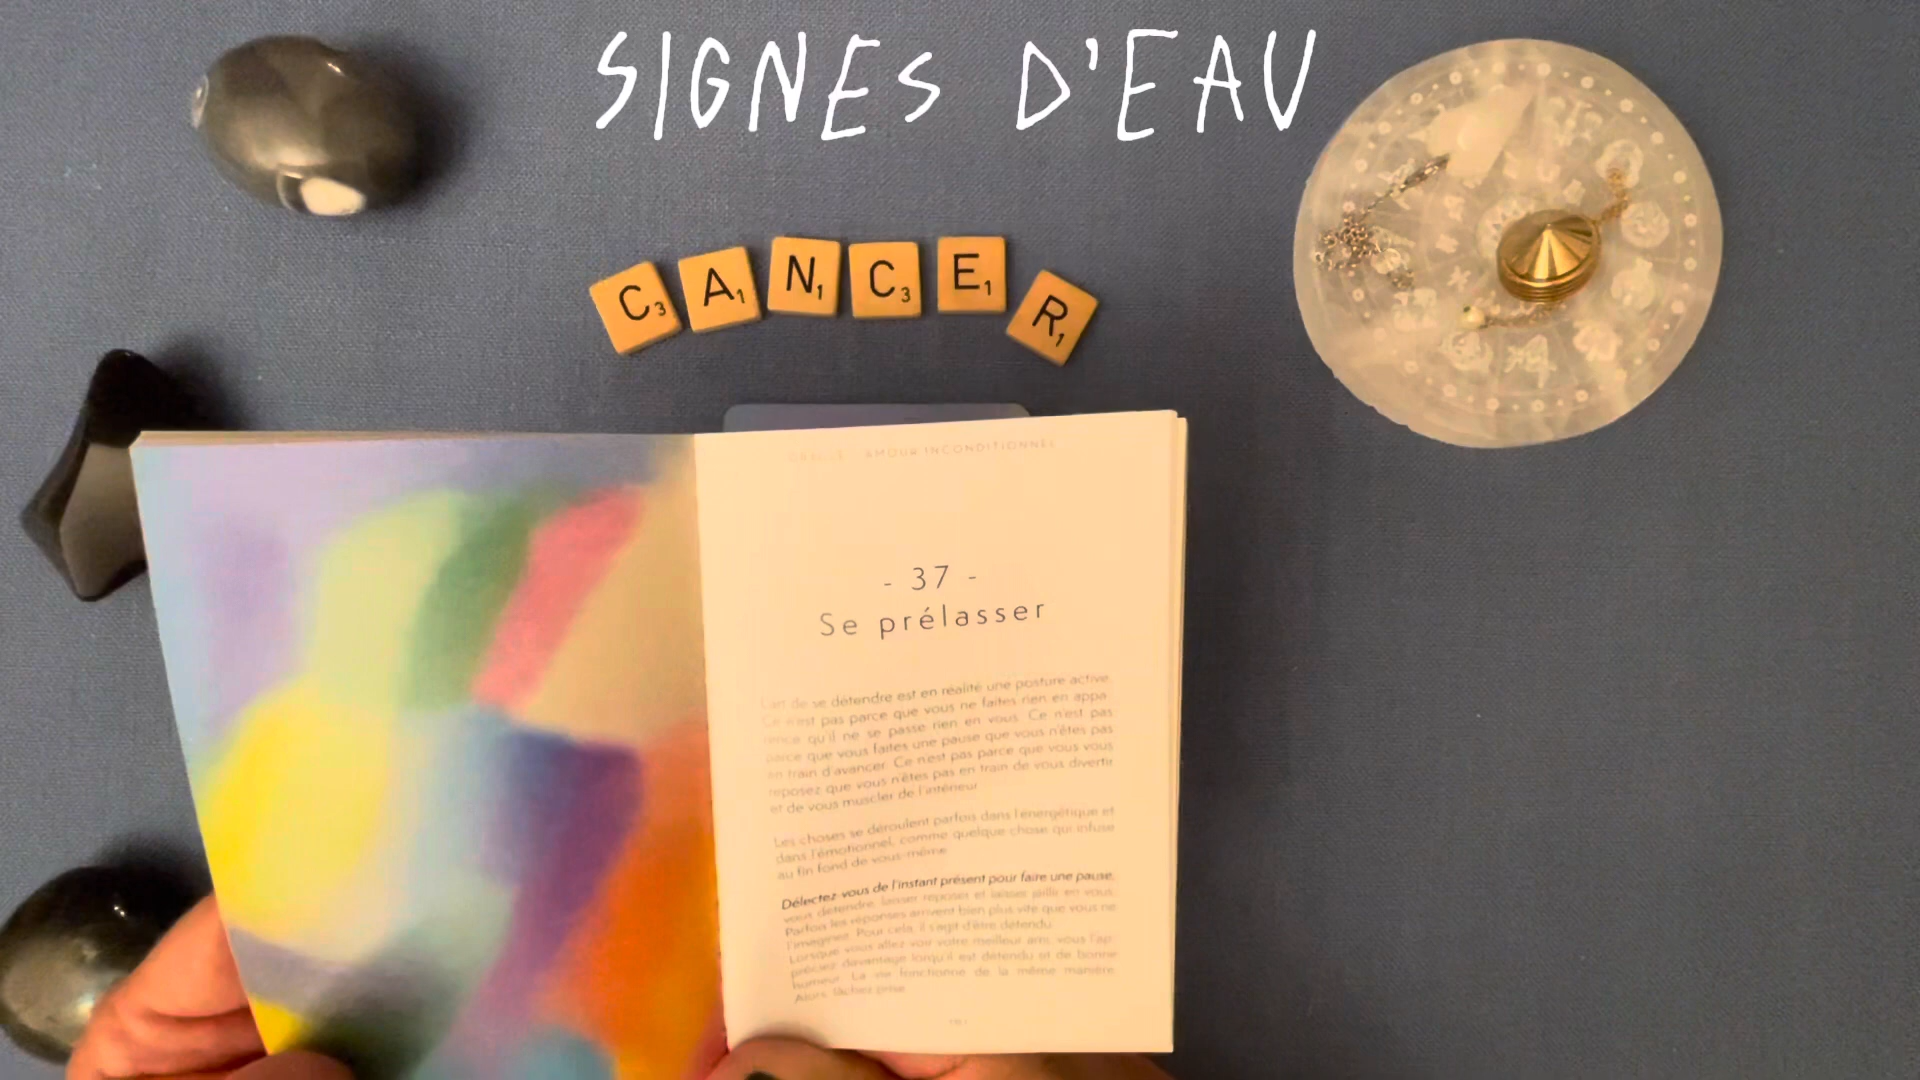 SIGNES D'EAU
C3 A1 N1 C3 E1 R1
ORACLE AMOUR INCONDITIONNEL
- 37 -
Se prélasser
L'art de se détendre est en réalité une posture active.
Ce n'est pas parce que vous ne faites rien en appa-
rence qu'il ne se passe rien en vous. Ce n'est pas
parce que vous faites une pause que vous n'êtes pas
en train d'avancer. Ce n'est pas parce que vous vous
reposez que vous n'êtes pas en train de vous divertir
et de vous muscler de l'intérieur.
Les choses se déroulent parfois dans l'énergétique et
dans l'émotionnel, comme quelque chose qui infuse
au fin fond de vous-même.
Délectez-vous de l'instant présent pour faire une pause,
vous détendre, laisser reposer et laisser jaillir en vous.
Parfois les réponses arrivent bien plus vite que vous ne
l'imaginez. Pour cela, il s'agit d'être détendu.
Lorsque vous allez voir votre meilleur ami, vous l'ap-
préciez davantage lorsqu'il est détendu et de bonne
humeur. La vie fonctionne de la même manière.
Alors, lâchez prise.